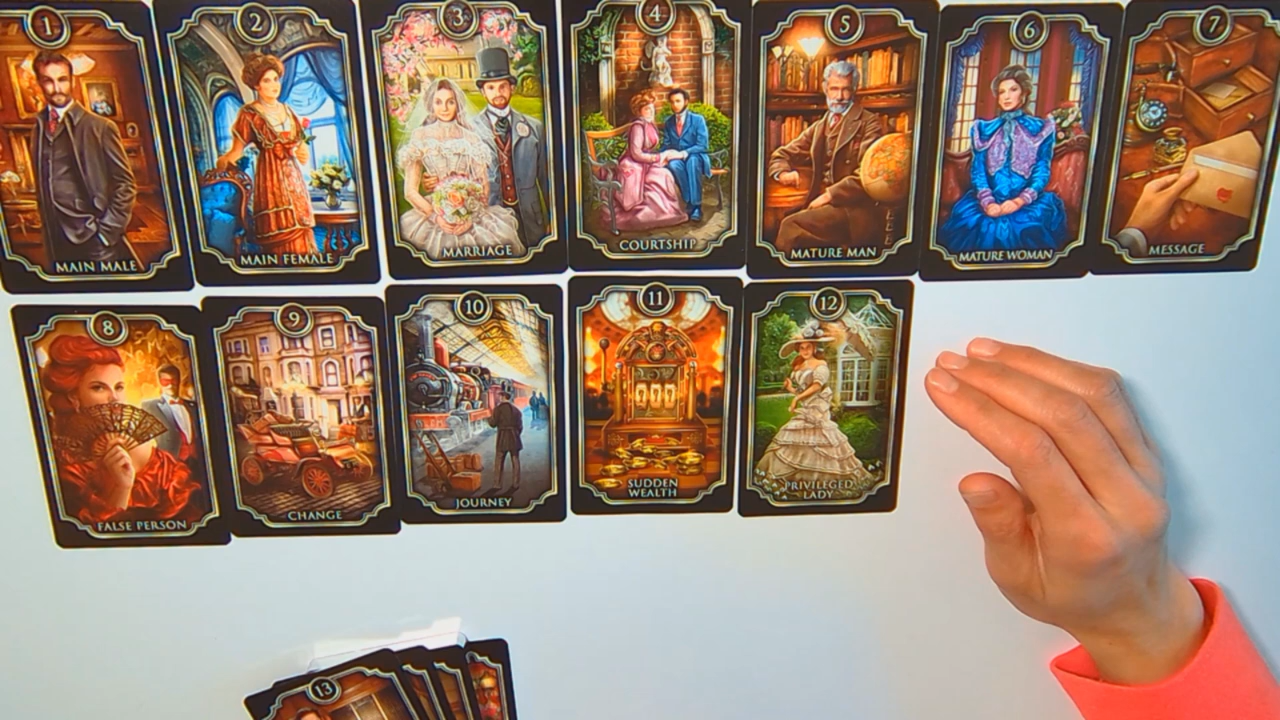 1
MAIN MALE
2
MAIN FEMALE
3
MARRIAGE
4
COURTSHIP
5
MATURE MAN
6
MATURE WOMAN
7
MESSAGE
8
FALSE PERSON
9
CHANGE
10
JOURNEY
11
777
SUDDEN
WEALTH
12
PRIVILEGED
LADY
13